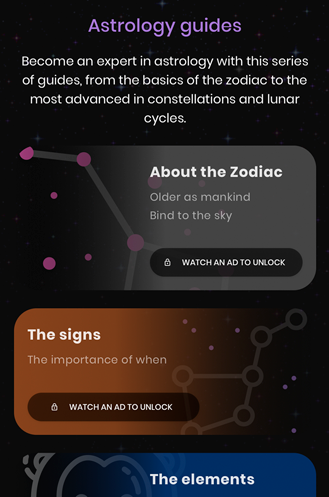 Astrology guides
Become an expert in astrology with this series
of guides, from the basics of the zodiac to the
most advanced in constellations and lunar
cycles.
About the Zodiac
Older as mankind
Bind to the sky
WATCH AN AD TO UNLOCK
The signs
The importance of when
WATCH AN AD TO UNLOCK
The elements